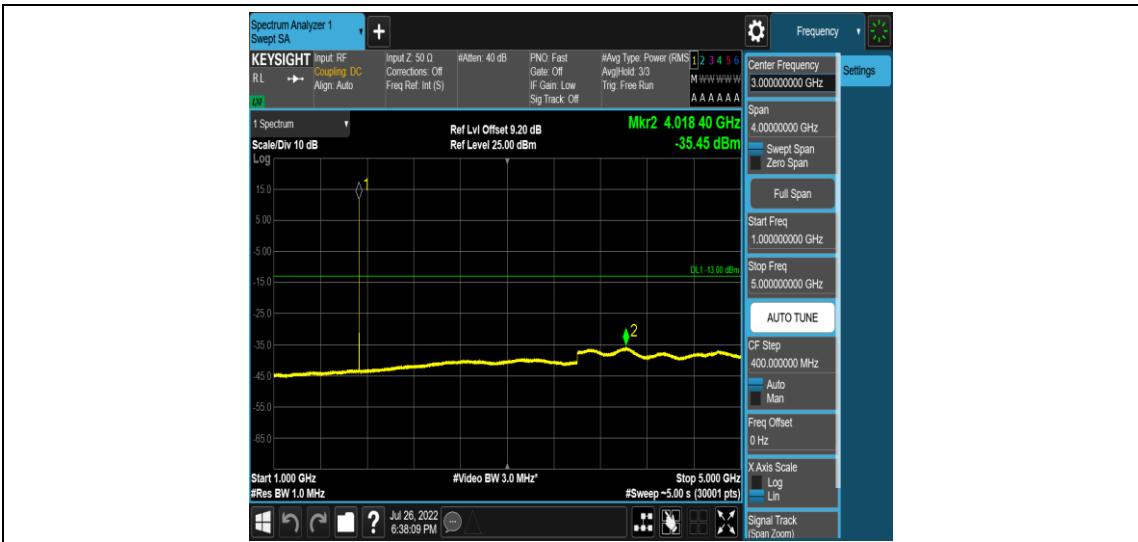 Spectrum Analyzer 1
Swept SA
+
Frequency
KEYSIGHT
RL
LXI
Input: RF
Coupling: DC
Align: Auto
Input Z: 50 Ω
Corrections: Off
Freq Ref: Int (S)
#Atten: 40 dB
PNO: Fast
Gate: Off
IF Gain: Low
Sig Track: Off
#Avg Type: Power (RMS
Avg|Hold: 3/3
Trig: Free Run
1 2 3 4 5 6
M W W W W W
A A A A A A
1 Spectrum
Scale/Div 10 dB
Log
Ref Lvl Offset 9.20 dB
Ref Level 25.00 dBm
Mkr2 4.018 40 GHz
-35.45 dBm
15.0
5.00
-5.00
-15.0
-25.0
-35.0
-45.0
-55.0
-65.0
1
DL1 -13.00 dBm
2
Start 1.000 GHz
#Res BW 1.0 MHz
#Video BW 3.0 MHz*
Stop 5.000 GHz
#Sweep ~5.00 s (30001 pts)
?
Jul 26, 2022
6:38:09 PM
Center Frequency
3.000000000 GHz
Settings
Span
4.00000000 GHz
Swept Span
Zero Span
Full Span
Start Freq
1.000000000 GHz
Stop Freq
5.000000000 GHz
AUTO TUNE
CF Step
400.000000 MHz
Auto
Man
Freq Offset
0 Hz
X Axis Scale
Log
Lin
Signal Track
(Span Zoom)